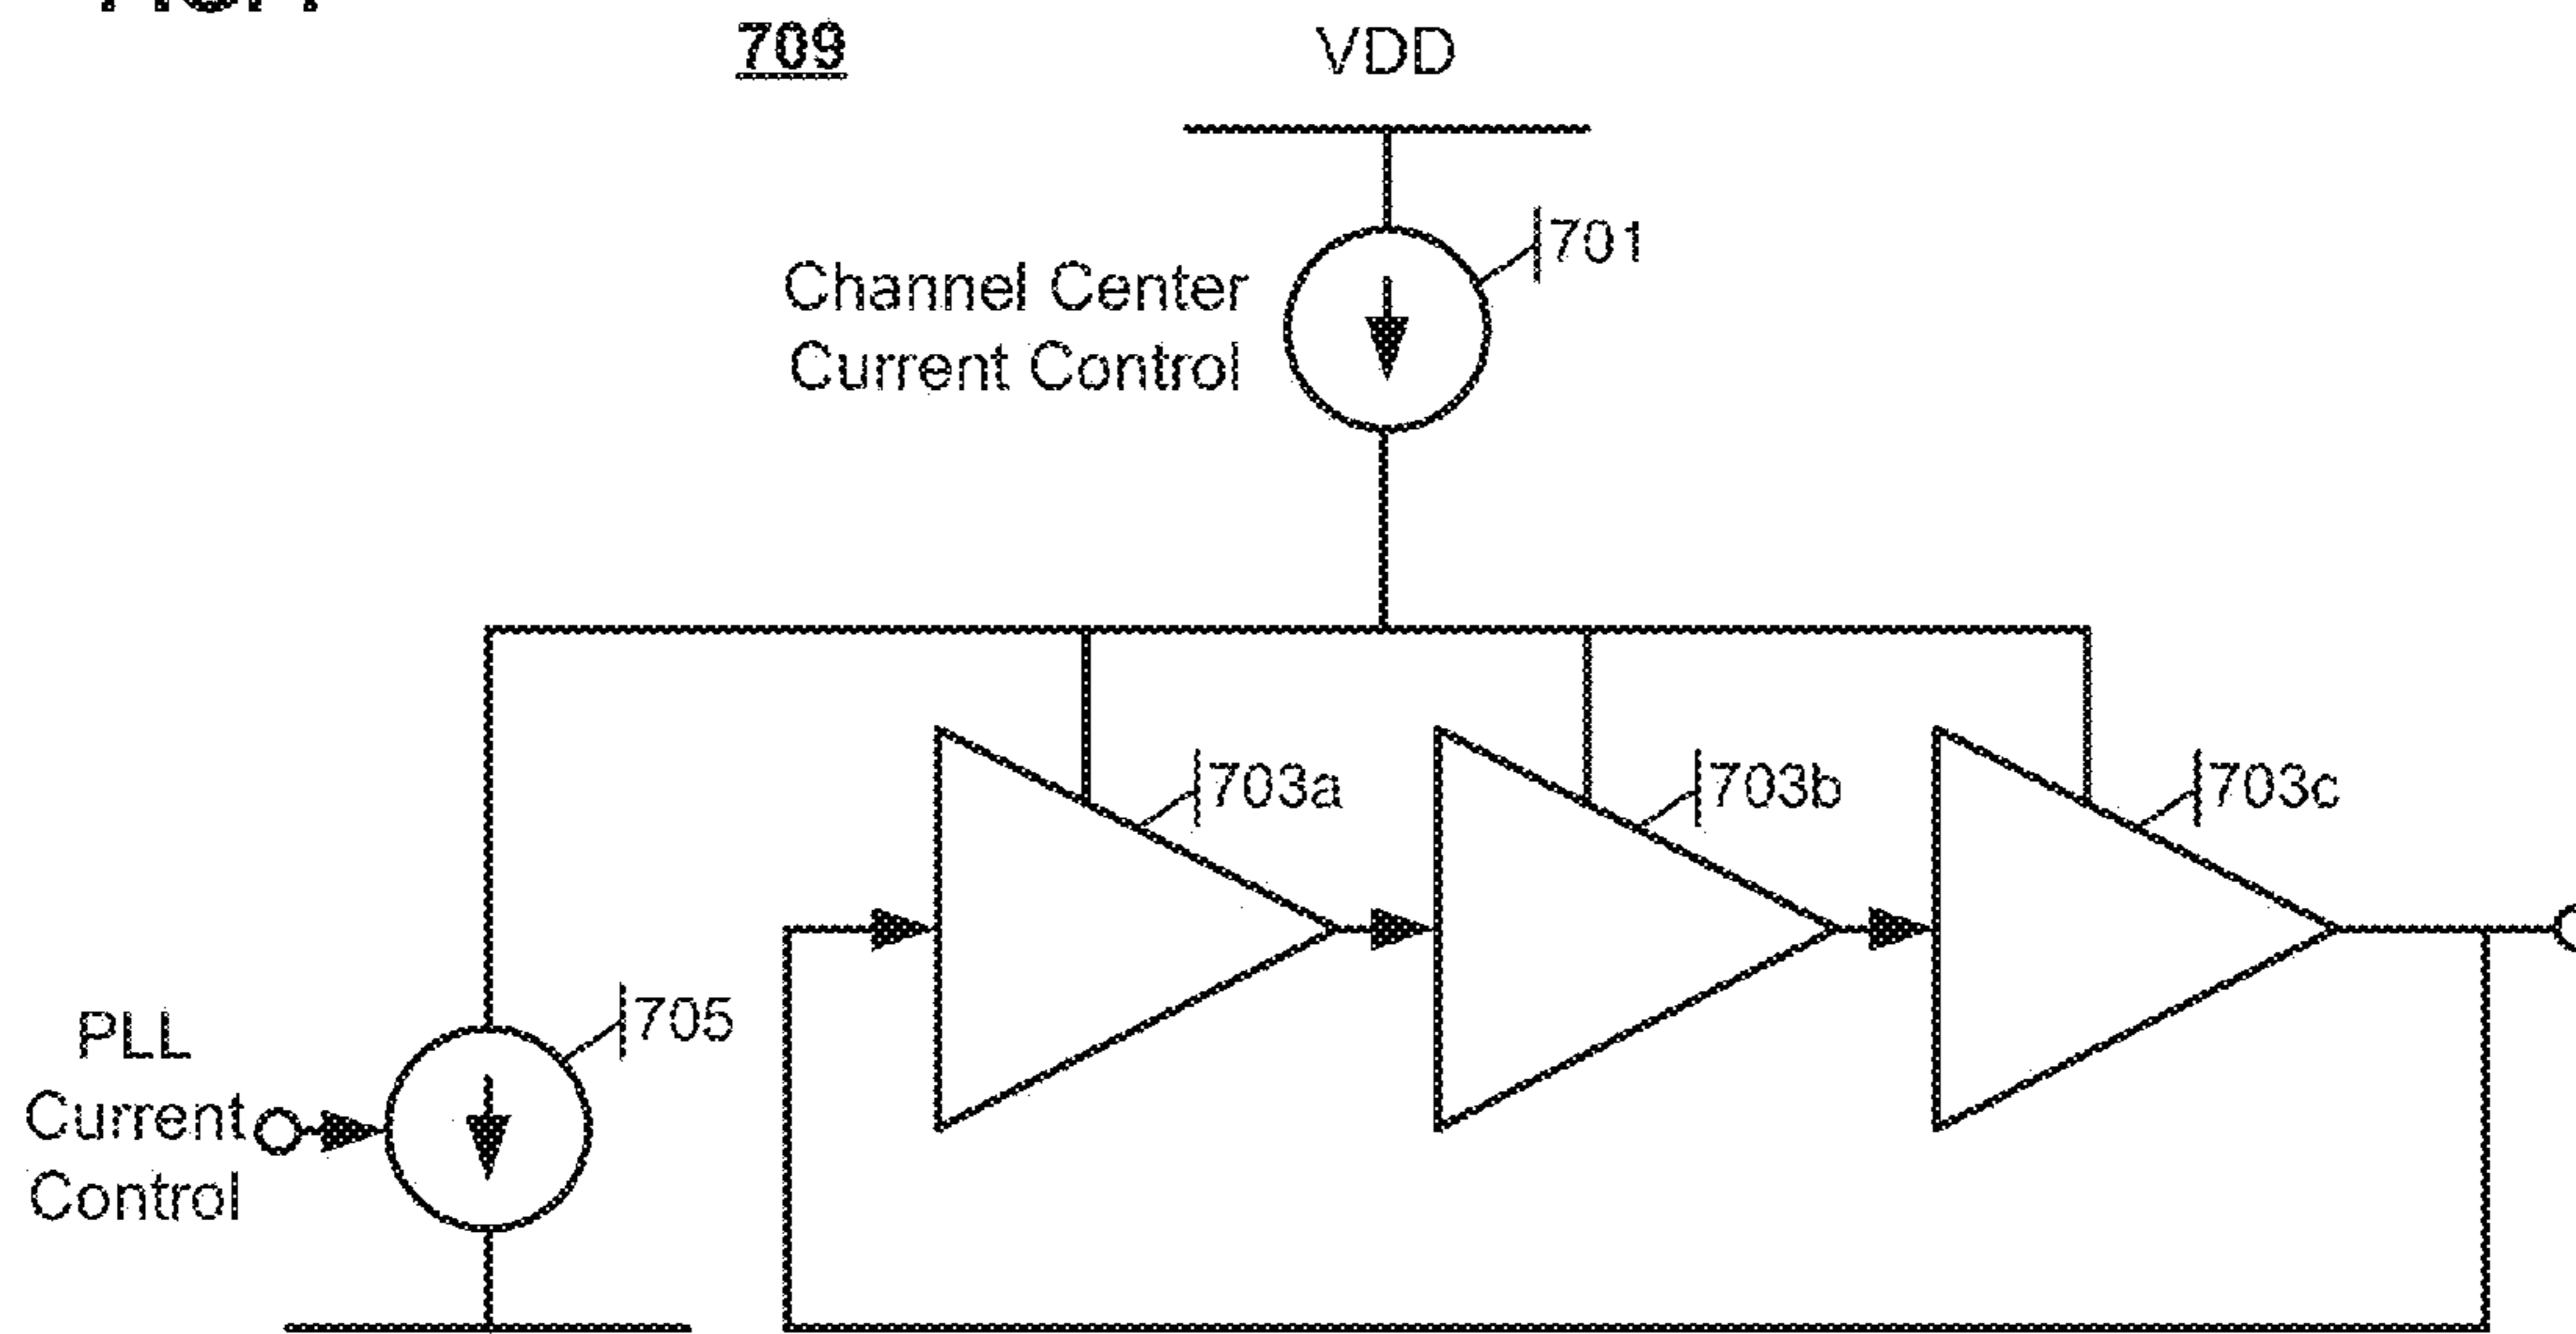 709
VDD
701
Channel Center
Current Control
703a
703b
703c
705
PLL
Current
Control